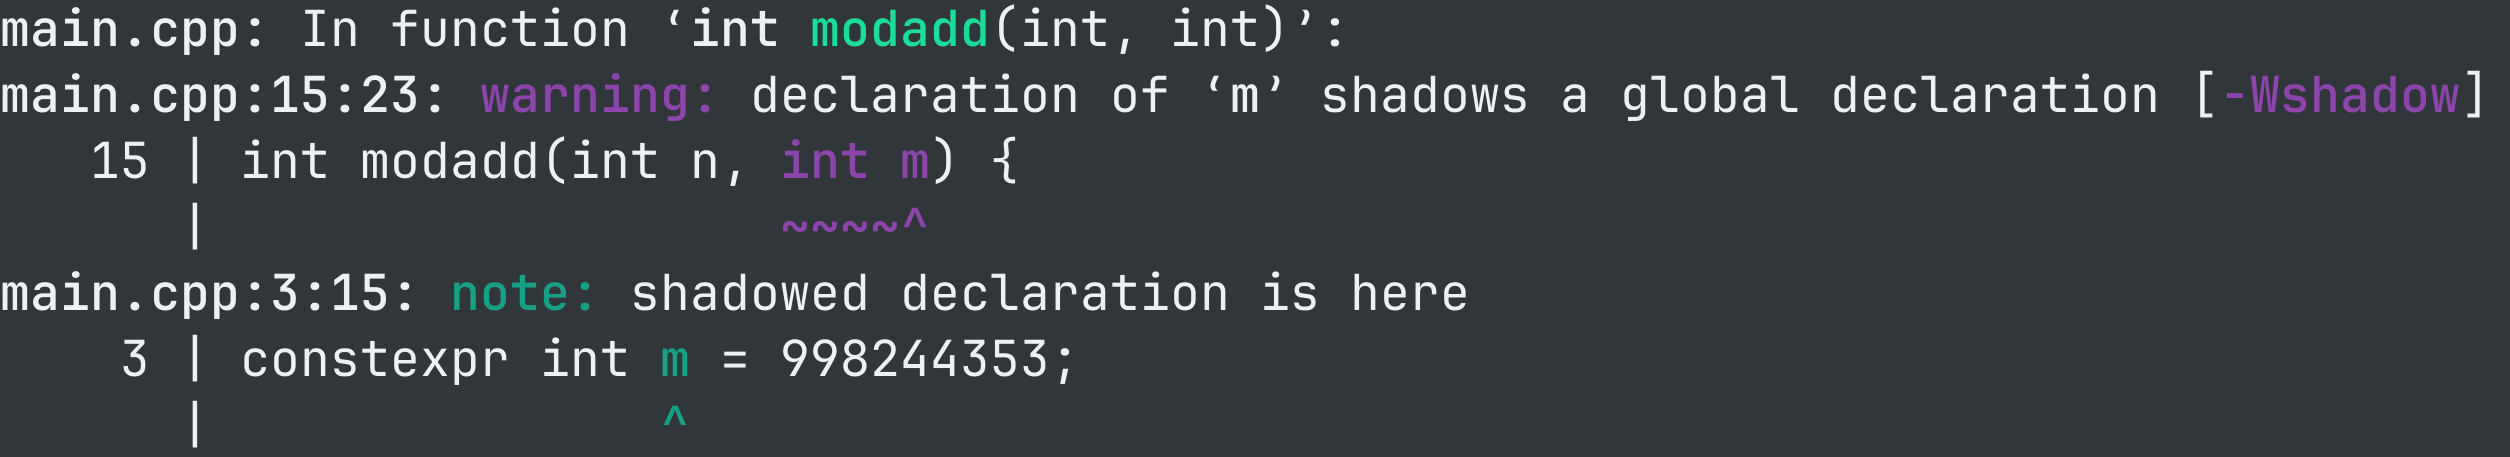 main.cpp: In function ‘int modadd(int, int)’:
main.cpp:15:23: warning: declaration of ‘m’ shadows a global declaration [-Wshadow]
   15 | int modadd(int n, int m) {
      |                   ~~~~^
main.cpp:3:15: note: shadowed declaration is here
    3 | constexpr int m = 998244353;
      |               ^